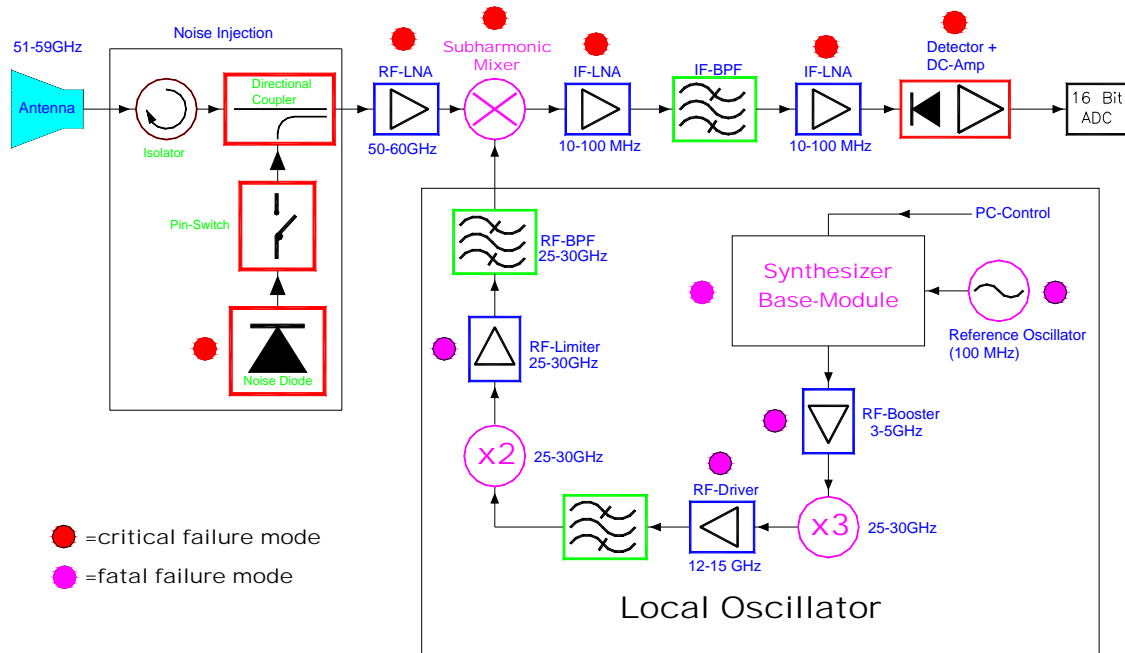 51-59GHz
Antenna
Noise Injection
Isolator
Directional
Coupler
Pin-Switch
Noise Diode
RF-LNA
50-60GHz
Subharmonic
Mixer
IF-LNA
10-100 MHz
IF-BPF
IF-LNA
10-100 MHz
Detector +
DC-Amp
16 Bit
ADC
PC-Control
Synthesizer
Base-Module
Reference Oscillator
(100 MHz)
RF-BPF
25-30GHz
RF-Limiter
25-30GHz
RF-Booster
3-5GHz
x2
25-30GHz
RF-Driver
12-15 GHz
x3
25-30GHz
=critical failure mode
=fatal failure mode
Local Oscillator